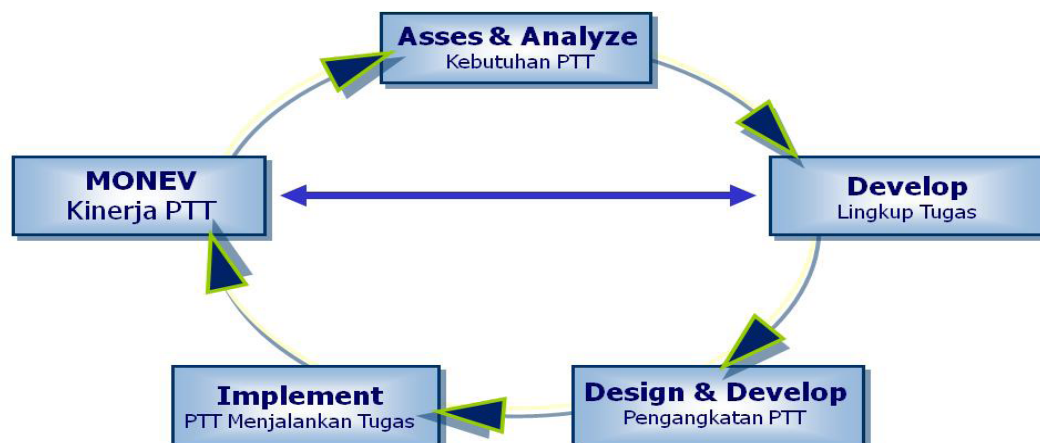 Asses & Analyze
Kebutuhan PTT
MONEV
Kinerja PTT
Develop
Lingkup Tugas
Implement
PTT Menjalankan Tugas
Design & Develop
Pengangkatan PTT